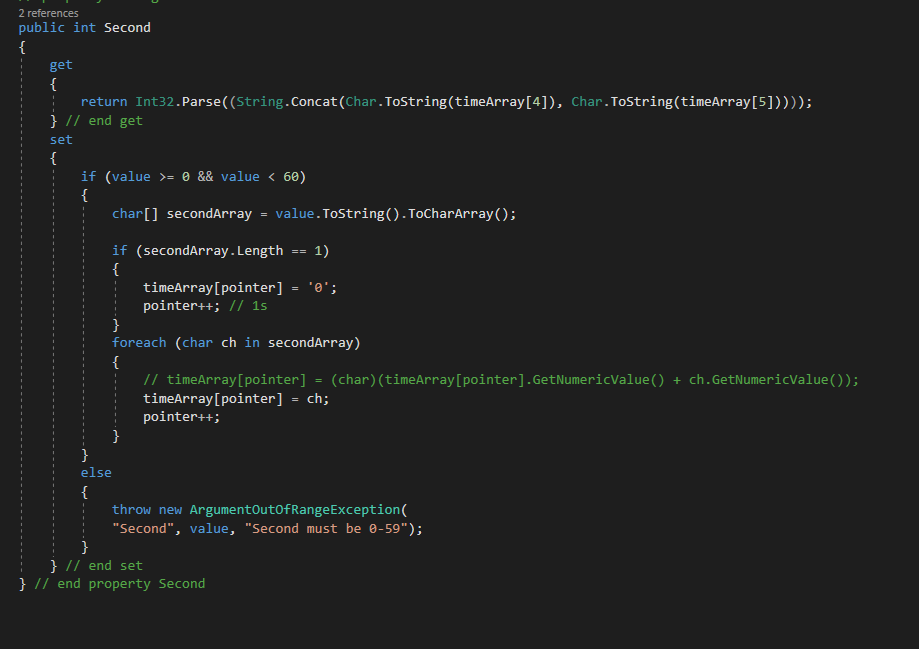 2 references
public int Second
{
get
{
return Int32.Parse((String.Concat(Char.ToString(timeArray[4]), Char.ToString(timeArray[5]))));
} // end get
set
{
if (value >= 0 && value < 60)
{
char[] secondArray = value.ToString().ToCharArray();
if (secondArray.Length == 1)
{
timeArray[pointer] = '0';
pointer++; // 1s
}
foreach (char ch in secondArray)
{
// timeArray[pointer] = (char)(timeArray[pointer].GetNumericValue() + ch.GetNumericValue());
timeArray[pointer] = ch;
pointer++;
}
}
else
{
throw new ArgumentOutOfRangeException(
"Second", value, "Second must be 0-59");
}
} // end set
} // end property Second